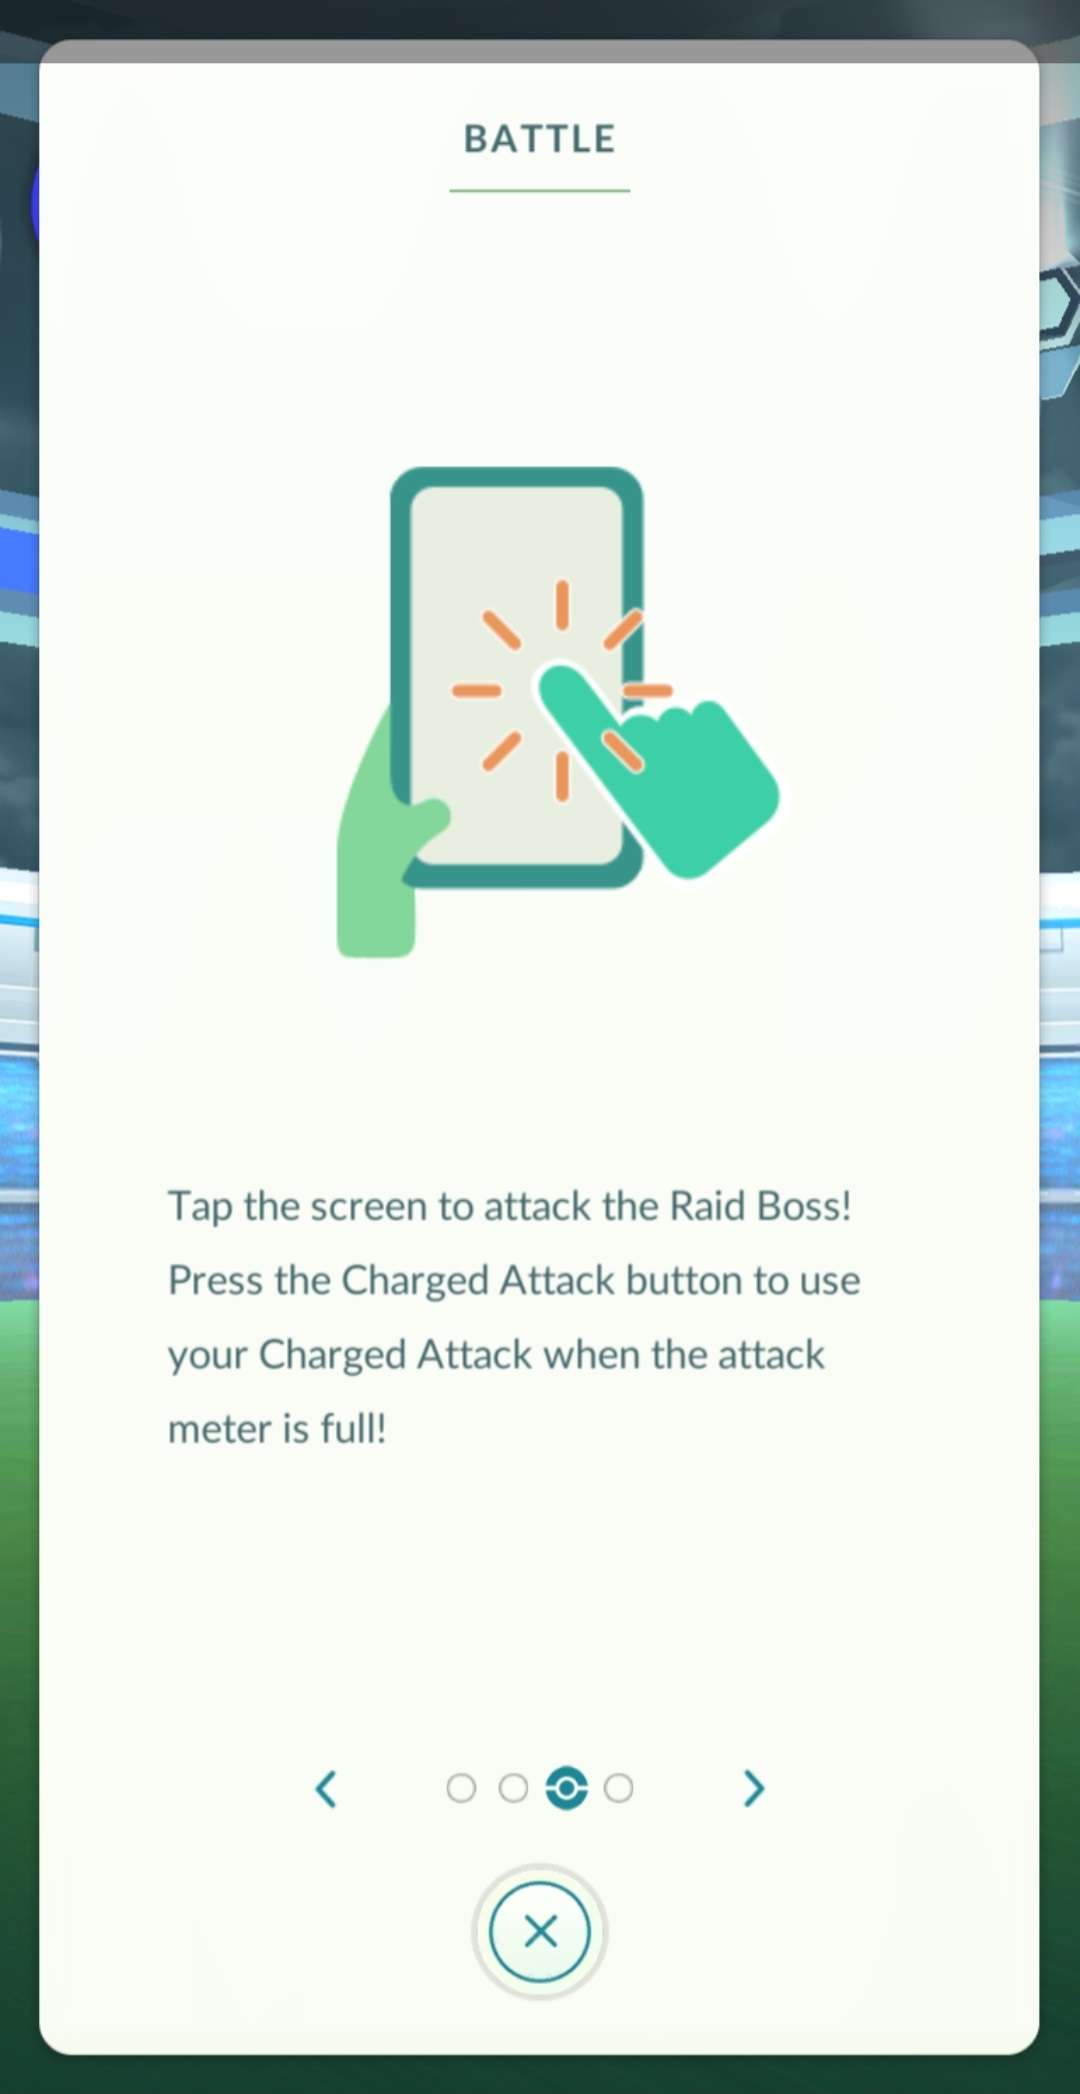 BATTLE
Tap the screen to attack the Raid Boss!
Press the Charged Attack button to use
your Charged Attack when the attack
meter is full!